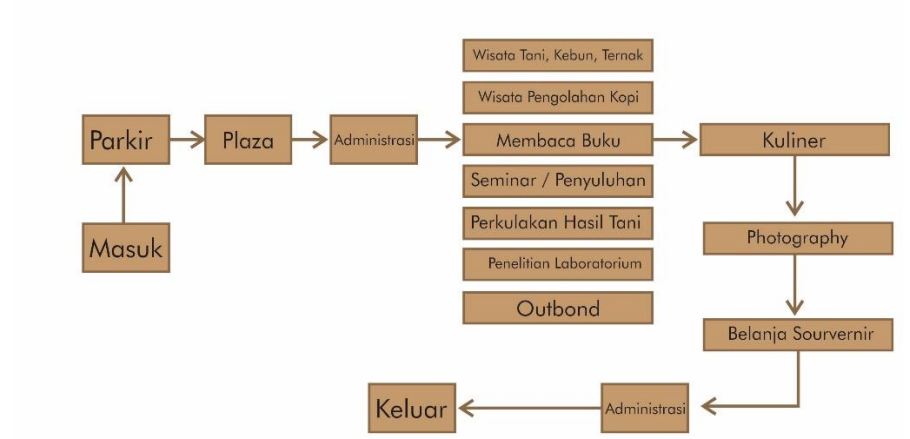 Masuk
Parkir
Plaza
Administrasi
Wisata Tani, Kebun, Ternak
Wisata Pengolahan Kopi
Membaca Buku
Seminar / Penyuluhan
Perkulakan Hasil Tani
Penelitian Laboratorium
Outbond
Kuliner
Photography
Belanja Sourvernir
Administrasi
Keluar